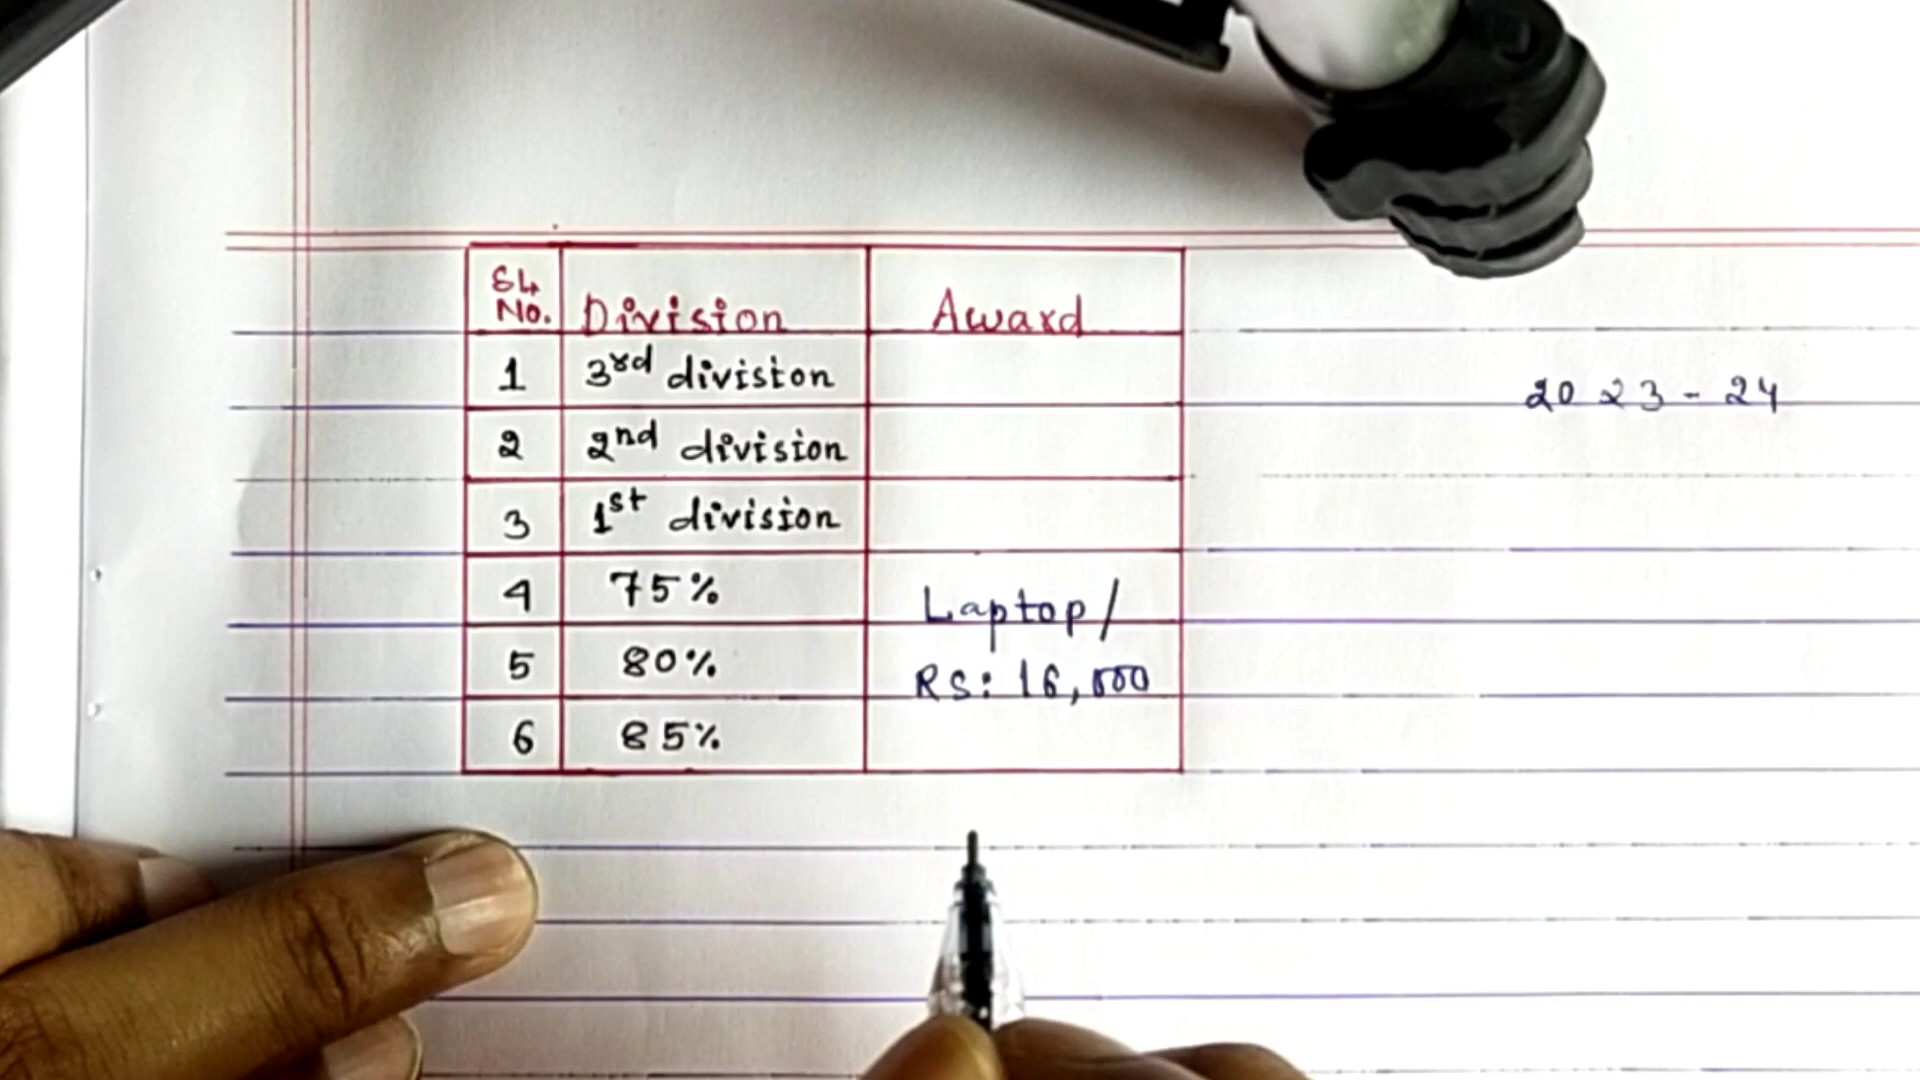 SL No. Division Award
1 3rd division
2 2nd division
3 1st division
4 75%
Laptop/
5 80%
RS: 16,000
6 85%
2023-24